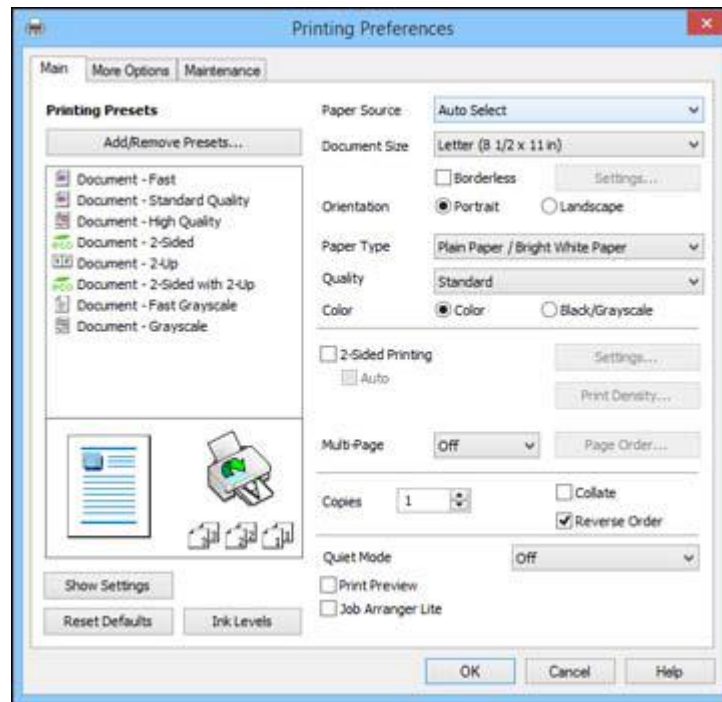 Printing Preferences
Main
More Options
Maintenance
Printing Presets
Add/Remove Presets...
Document - Fast
Document - Standard Quality
Document - High Quality
Document - 2-Sided
Document - 2-Up
Document - 2-Sided with 2-Up
Document - Fast Grayscale
Document - Grayscale
Show Settings
Reset Defaults
Ink Levels
Paper Source
Auto Select
Document Size
Letter (8 1/2 x 11 in)
Borderless
Settings...
Orientation
Portrait
Landscape
Paper Type
Plain Paper / Bright White Paper
Quality
Standard
Color
Color
Black/Grayscale
2-Sided Printing
Settings...
Auto
Print Density...
Multi-Page
Off
Page Order...
Copies
1
Collate
Reverse Order
Quiet Mode
Off
Print Preview
Job Arranger Lite
OK
Cancel
Help